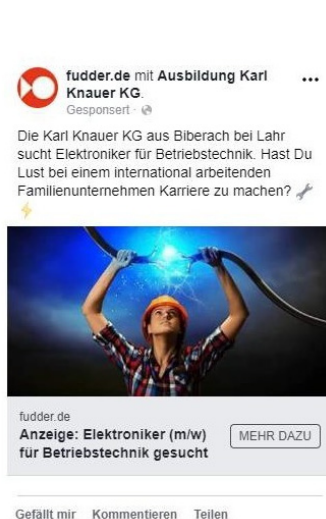 fudder.de mit Ausbildung Karl
Knauer KG.
Gesponsert ·
Die Karl Knauer KG aus Biberach bei Lahr
sucht Elektroniker für Betriebstechnik. Hast Du
Lust bei einem international arbeitenden
Familienunternehmen Karriere zu machen? 🔧
⚡
fudder.de
Anzeige: Elektroniker (m/w)
für Betriebstechnik gesucht
MEHR DAZU
Gefällt mir Kommentieren Teilen